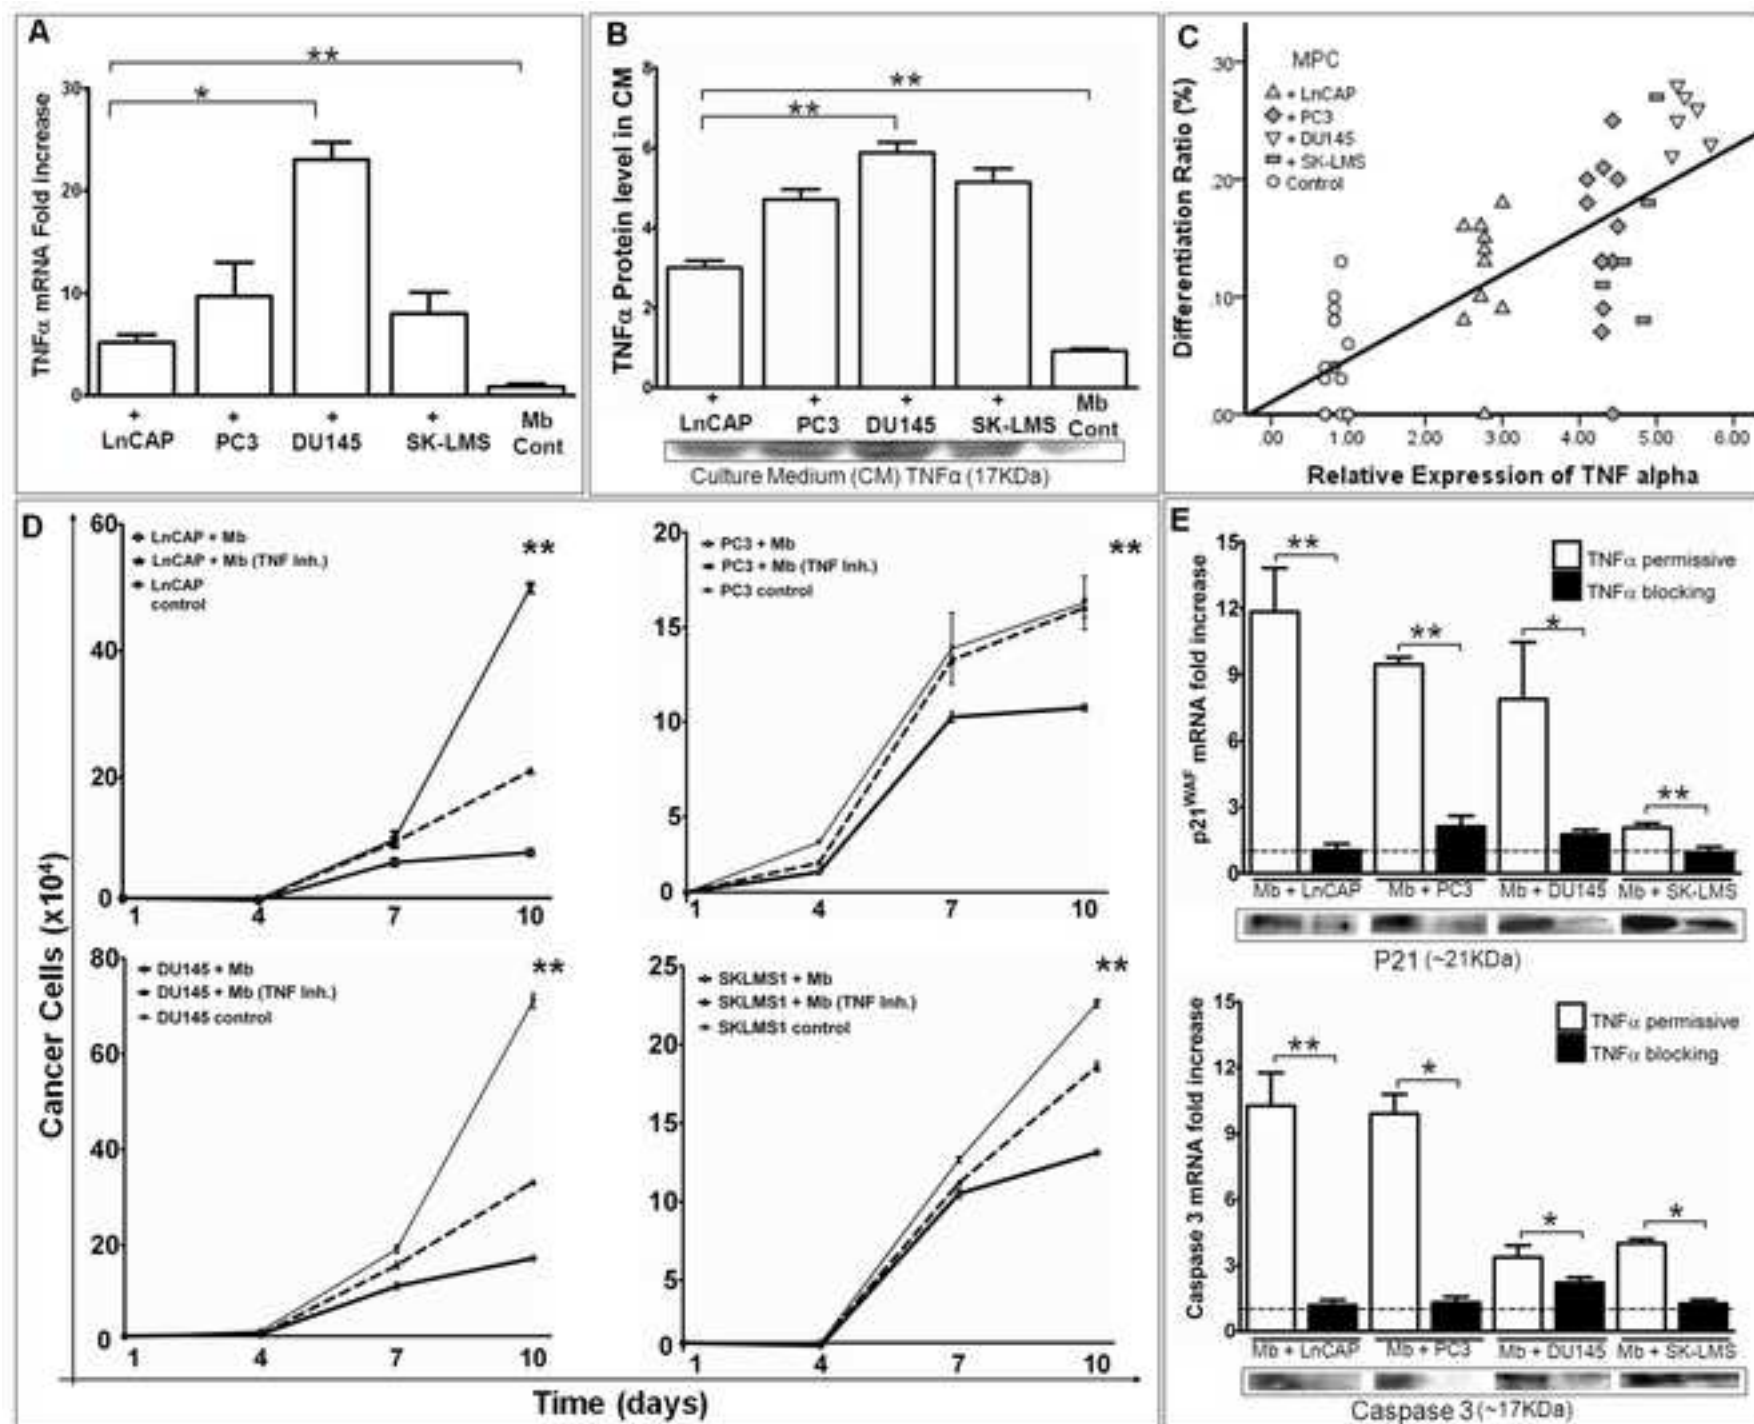 A
TNFα mRNA Fold increase
30
20
10
0
**
*
+ + + +
LnCAP PC3 DU145 SK-LMS Mb Cont
B
TNFα Protein level in CM
8
6
4
2
0
**
**
+ + + +
LnCAP PC3 DU145 SK-LMS Mb Cont
Culture Medium (CM) TNFα (17KDa)
C
Differentiation Ratio (%)
.30
.20
.10
.00
MPC
+ LnCAP
+ PC3
+ DU145
+ SK-LMS
Control
.00 1.00 2.00 3.00 4.00 5.00 6.00
Relative Expression of TNF alpha
D
Cancer Cells (x10⁴)
60
40
20
0
LnCAP + Mb
LnCAP + Mb (TNF Inh.)
LnCAP
control
**
1 4 7 10
20
15
10
5
0
PC3 + Mb
PC3 + Mb (TNF Inh.)
PC3 control
**
1 4 7 10
80
60
40
20
0
DU145 + Mb
DU145 + Mb (TNF Inh.)
DU145 control
**
1 4 7 10
25
20
15
10
5
0
SKLMS1 + Mb
SKLMS1 + Mb (TNF Inh.)
SKLMS1 control
**
1 4 7 10
Time (days)
E
p21WAF mRNA fold increase
15
12
9
6
3
0
TNFα permissive
TNFα blocking
**
**
*
**
Mb + LnCAP Mb + PC3 Mb + DU145 Mb + SK-LMS
P21 (~21KDa)
Caspase 3 mRNA fold increase
15
12
9
6
3
0
TNFα permissive
TNFα blocking
**
*
*
*
Mb + LnCAP Mb + PC3 Mb + DU145 Mb + SK-LMS
Caspase 3 (~17KDa)